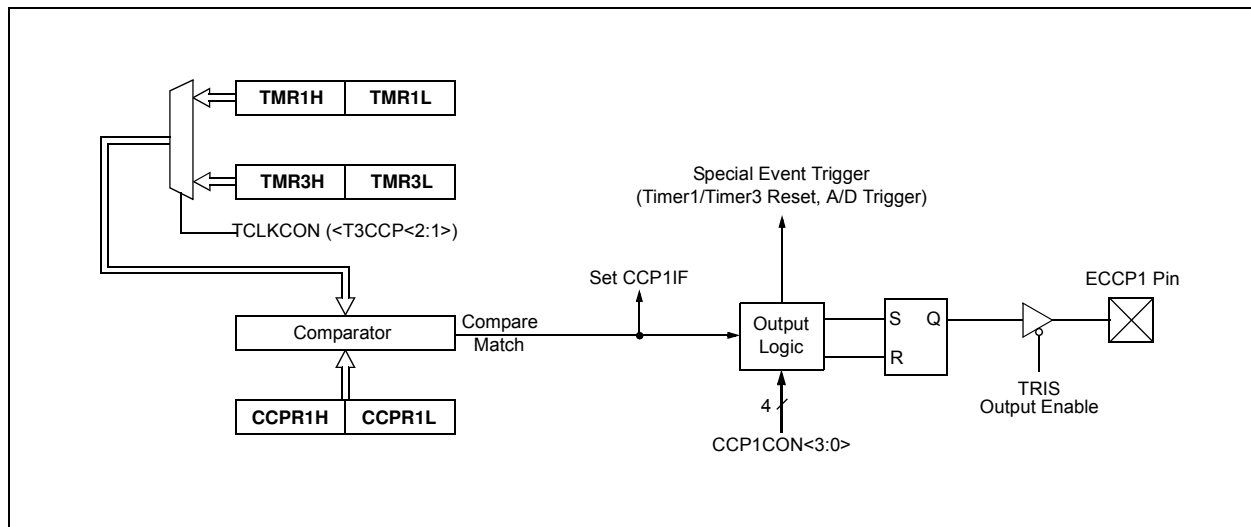 TMR1H TMR1L
TMR3H TMR3L
TCLKCON (<T3CCP<2:1>)
Special Event Trigger
(Timer1/Timer3 Reset, A/D Trigger)
Set CCP1IF
ECCP1 Pin
Comparator
Compare
Match
Output
Logic
S Q
R
TRIS
Output Enable
CCPR1H CCPR1L
4
CCP1CON<3:0>